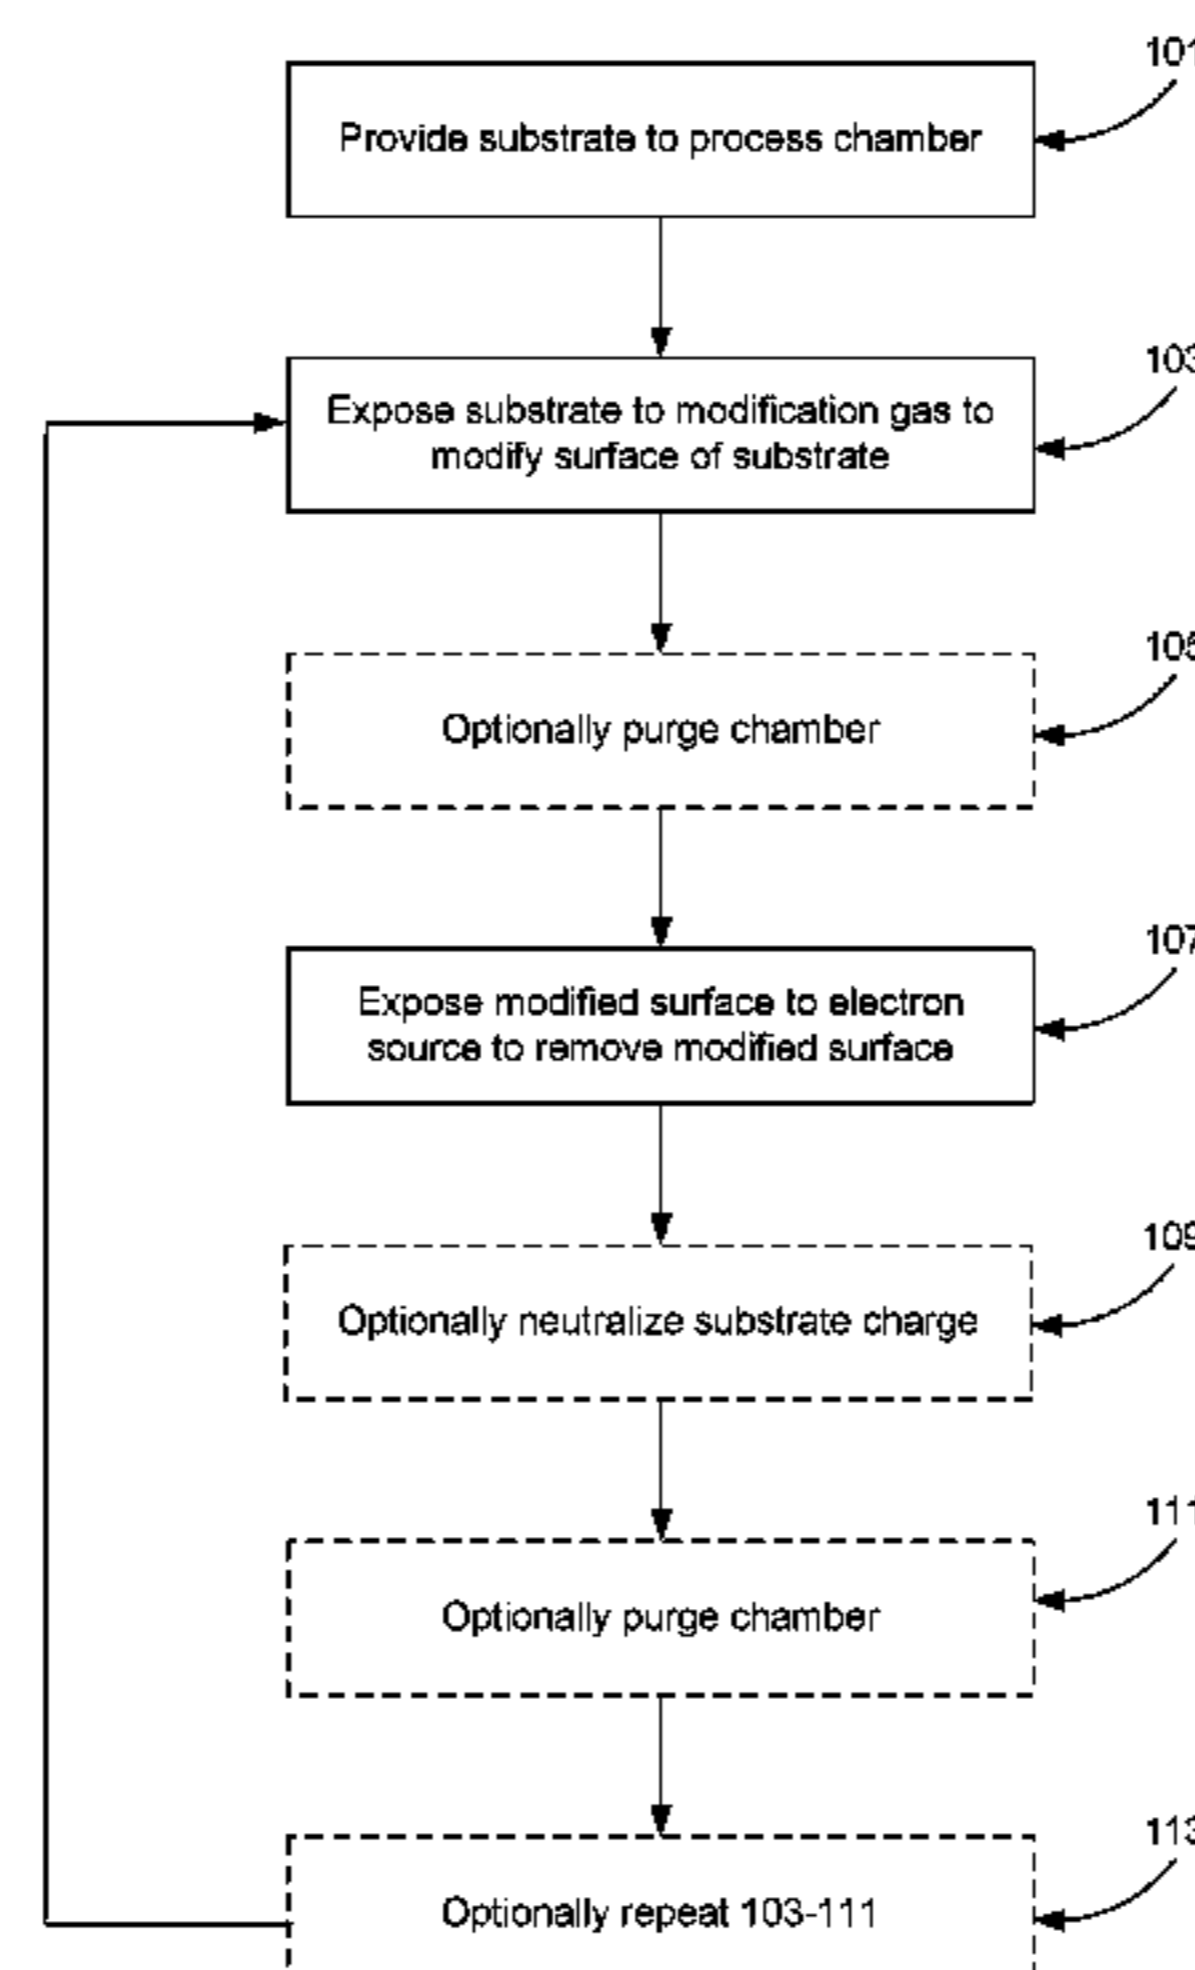 101
Provide substrate to process chamber
103
Expose substrate to modification gas to
modify surface of substrate
105
Optionally purge chamber
107
Expose modified surface to electron
source to remove modified surface
109
Optionally neutralize substrate charge
111
Optionally purge chamber
113
Optionally repeat 103-111